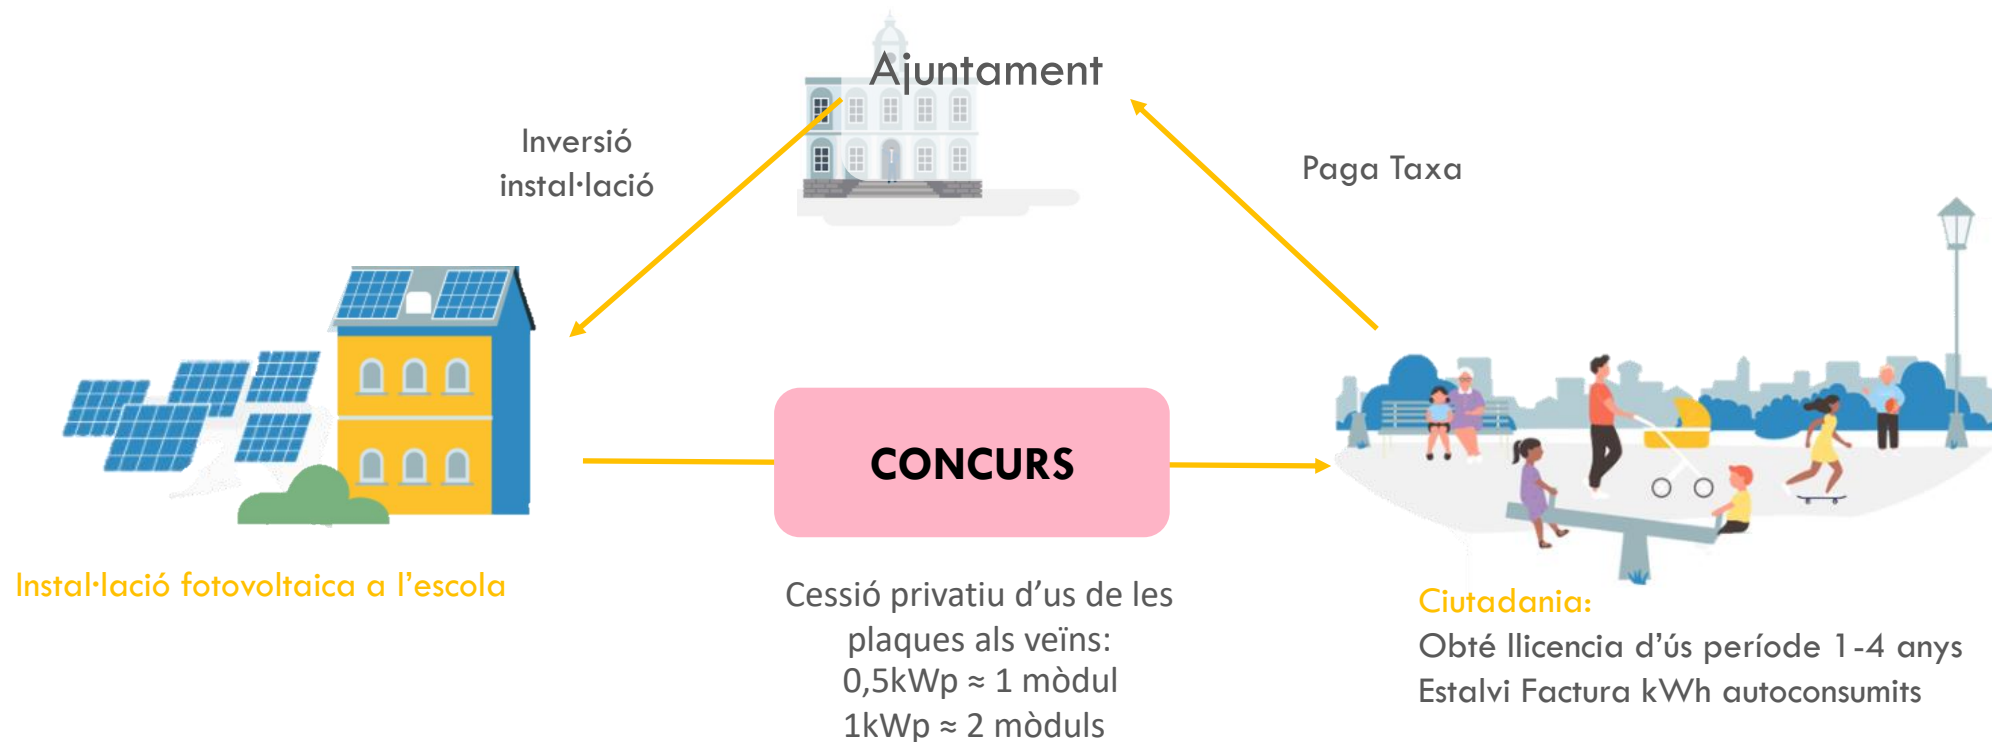 Ajuntament
Inversió
instal·lació
Paga Taxa
CONCURS
Instal·lació fotovoltaica a l’escola
Cessió privatiu d’us de les
plaques als veïns:
0,5kWp ≈ 1 mòdul
1kWp ≈ 2 mòduls
Ciutadania:
Obté llicencia d’ús període 1-4 anys
Estalvi Factura kWh autoconsumits